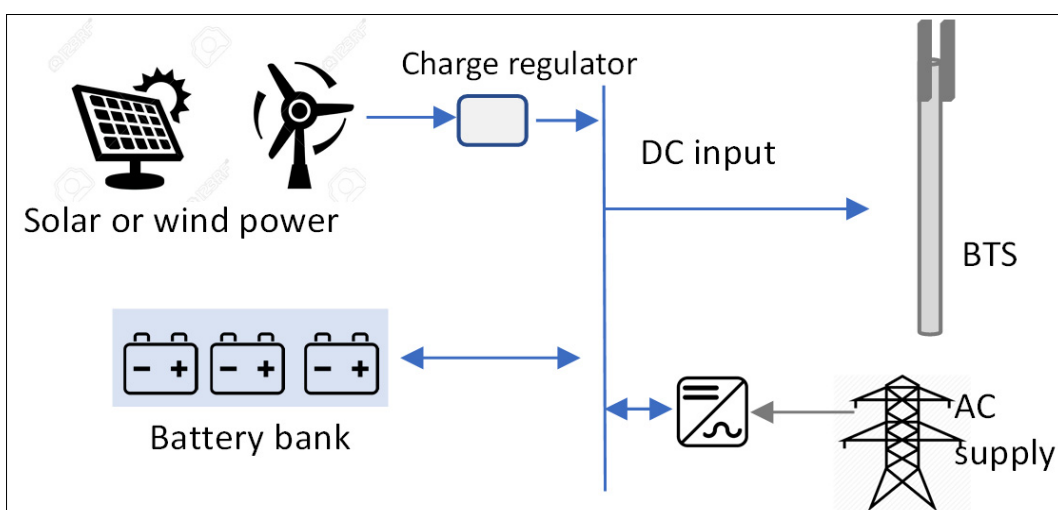 Charge regulator
DC input
Solar or wind power
BTS
Battery bank
AC
supply